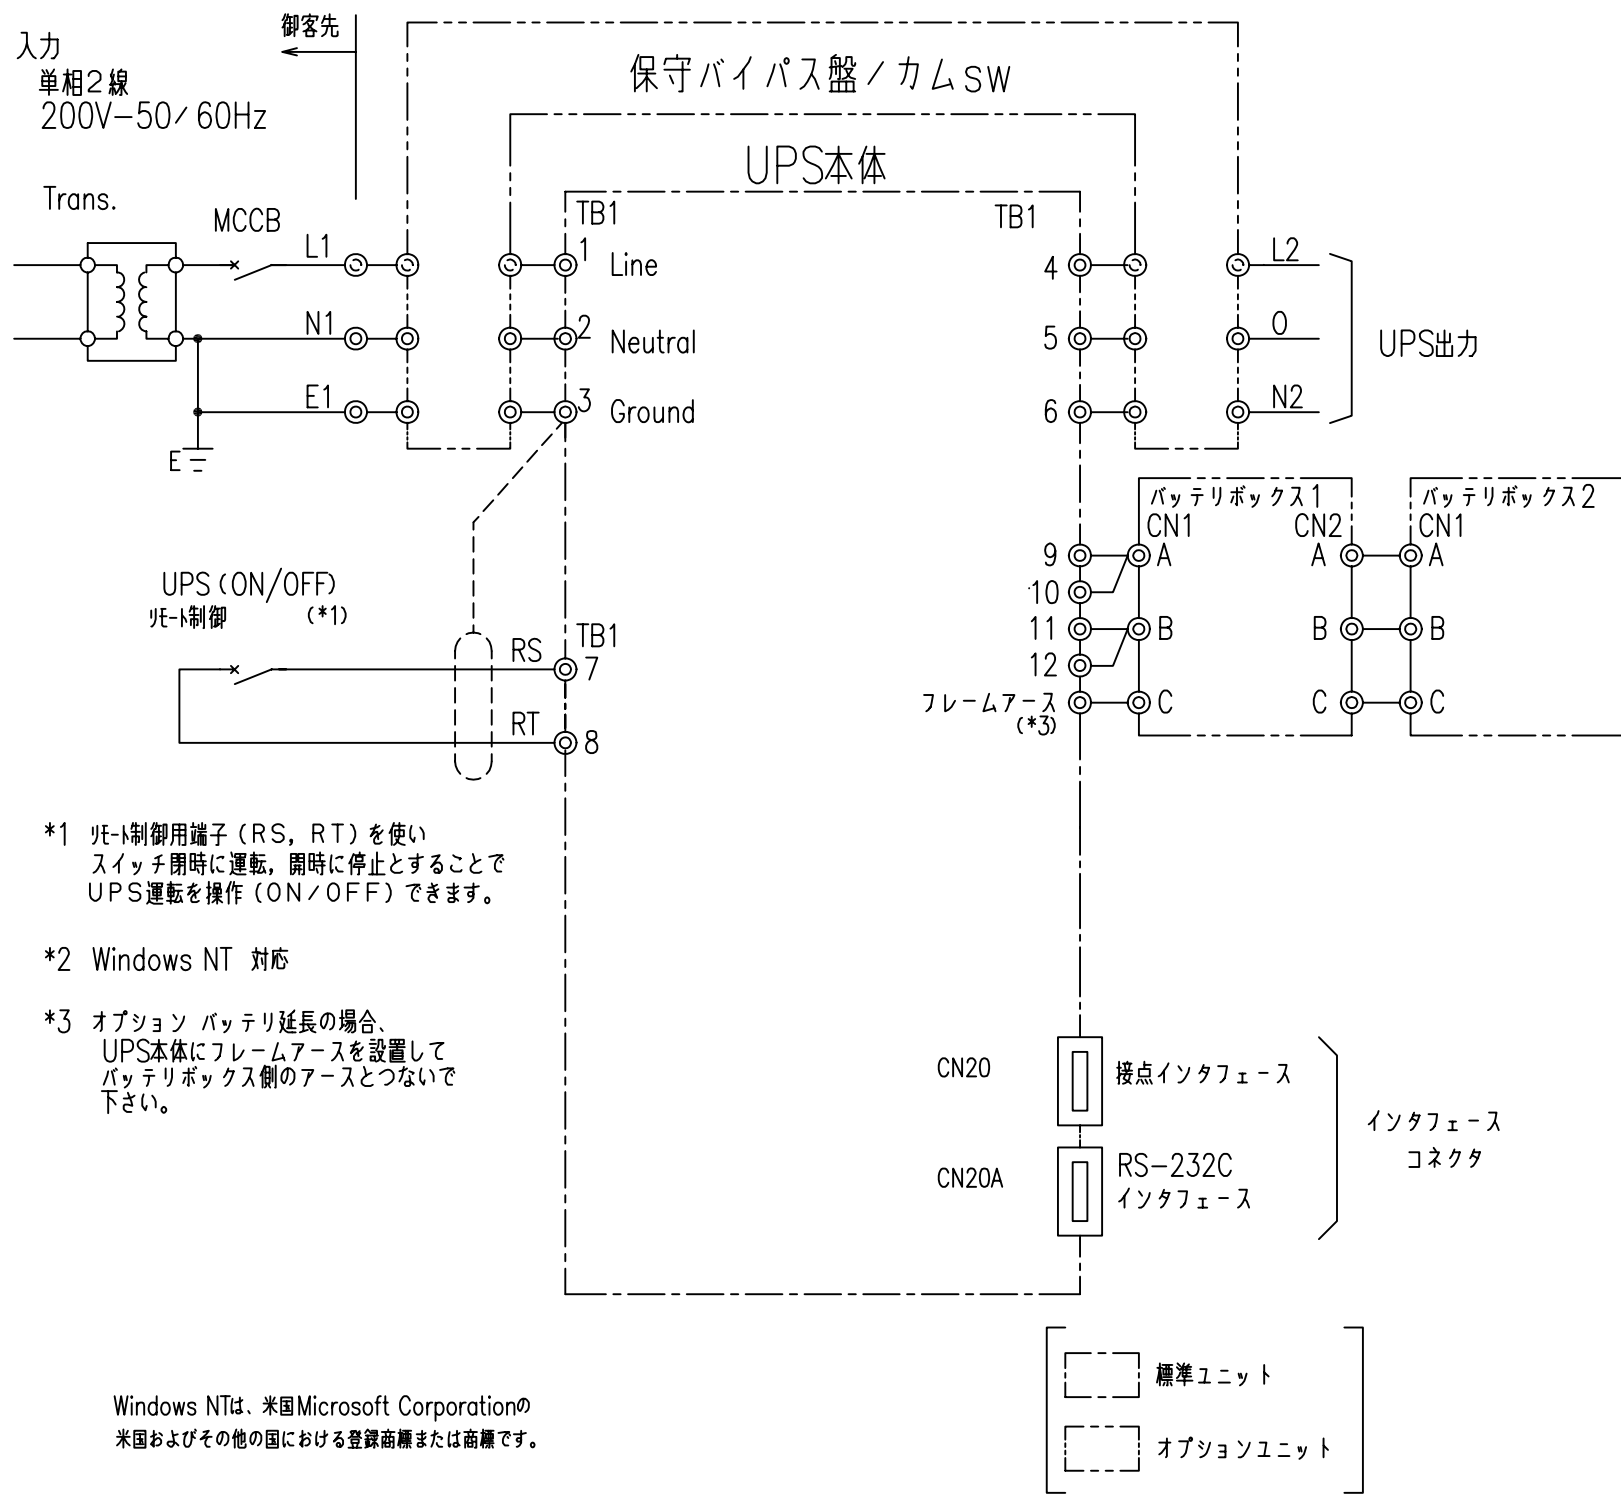 御客先
入力
単相2線
200V-50/60Hz
保守バイパス盤/カムSW
UPS本体
Trans.
MCCB
TB1
TB1
L1
1
Line
4
L2
N1
2
Neutral
5
O
UPS出力
E1
3
Ground
6
N2
E
バッテリボックス1
バッテリボックス2
CN1
CN2
CN1
9
A
A
A
10
11
B
B
B
12
フレームアース
(*3)
C
C
C
UPS(ON/OFF)
リモート制御 (*1)
TB1
RS
7
RT
8
*1 リモート制御用端子(RS, RT)を使い
スイッチ閉時に運転,開時に停止とすることで
UPS運転を操作(ON/OFF)できます。
*2 Windows NT 対応
*3 オプション バッテリ延長の場合、
UPS本体にフレームアースを設置して
バッテリボックス側のアースとつないで
下さい。
CN20
接点インタフェース
CN20A
RS-232C
インタフェース
インタフェース
コネクタ
標準ユニット
オプションユニット
Windows NTは、米国Microsoft Corporationの
米国およびその他の国における登録商標または商標です。